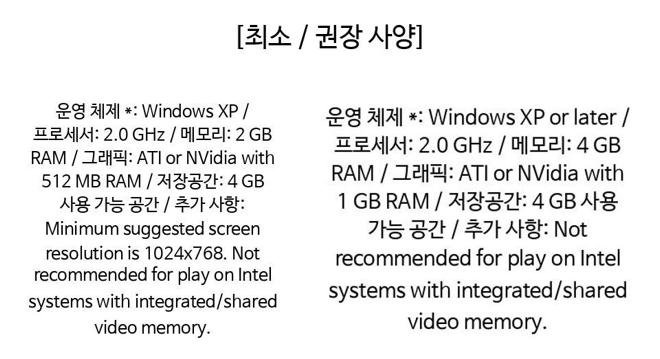 [최소 / 권장 사양]
운영 체제 *: Windows XP /
프로세서: 2.0 GHz / 메모리: 2 GB
RAM / 그래픽: ATI or NVidia with
512 MB RAM / 저장공간: 4 GB
사용 가능 공간 / 추가 사항:
Minimum suggested screen
resolution is 1024x768. Not
recommended for play on Intel
systems with integrated/shared
video memory.
운영 체제 *: Windows XP or later /
프로세서: 2.0 GHz / 메모리: 4 GB
RAM / 그래픽: ATI or NVidia with
1 GB RAM / 저장공간: 4 GB 사용
가능 공간 / 추가 사항: Not
recommended for play on Intel
systems with integrated/shared
video memory.